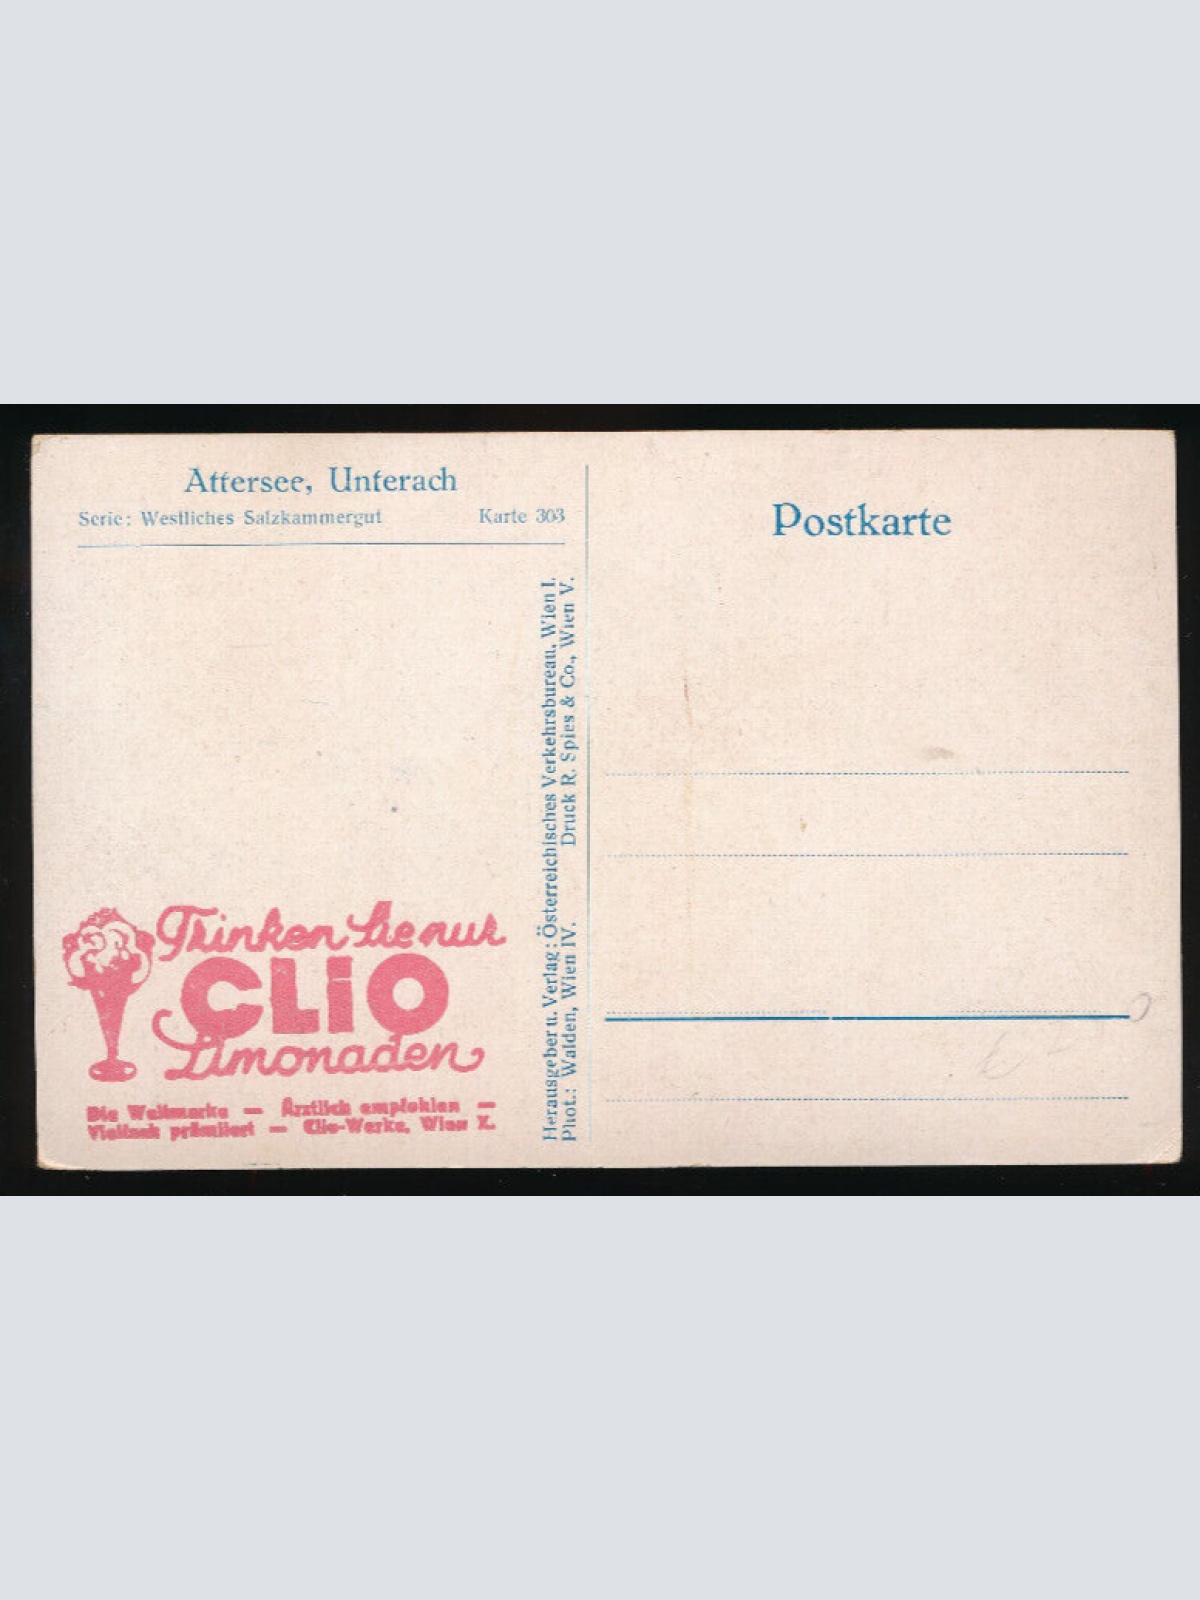 Attersee, Unterach
Serie: Westliches Salzkammergut Karte 303
Postkarte
Herausgeber u. Verlag: Österreichisches Verkehrsbureau, Wien I.
Phot.: Walden, Wien IV. Druck R. Spies & Co., Wien V.
Trinken Sie nur
CLIO
Limonaden
Die Weltmarke — Ärztlich empfohlen —
Vielfach prämiiert — Clio-Werke, Wien X.